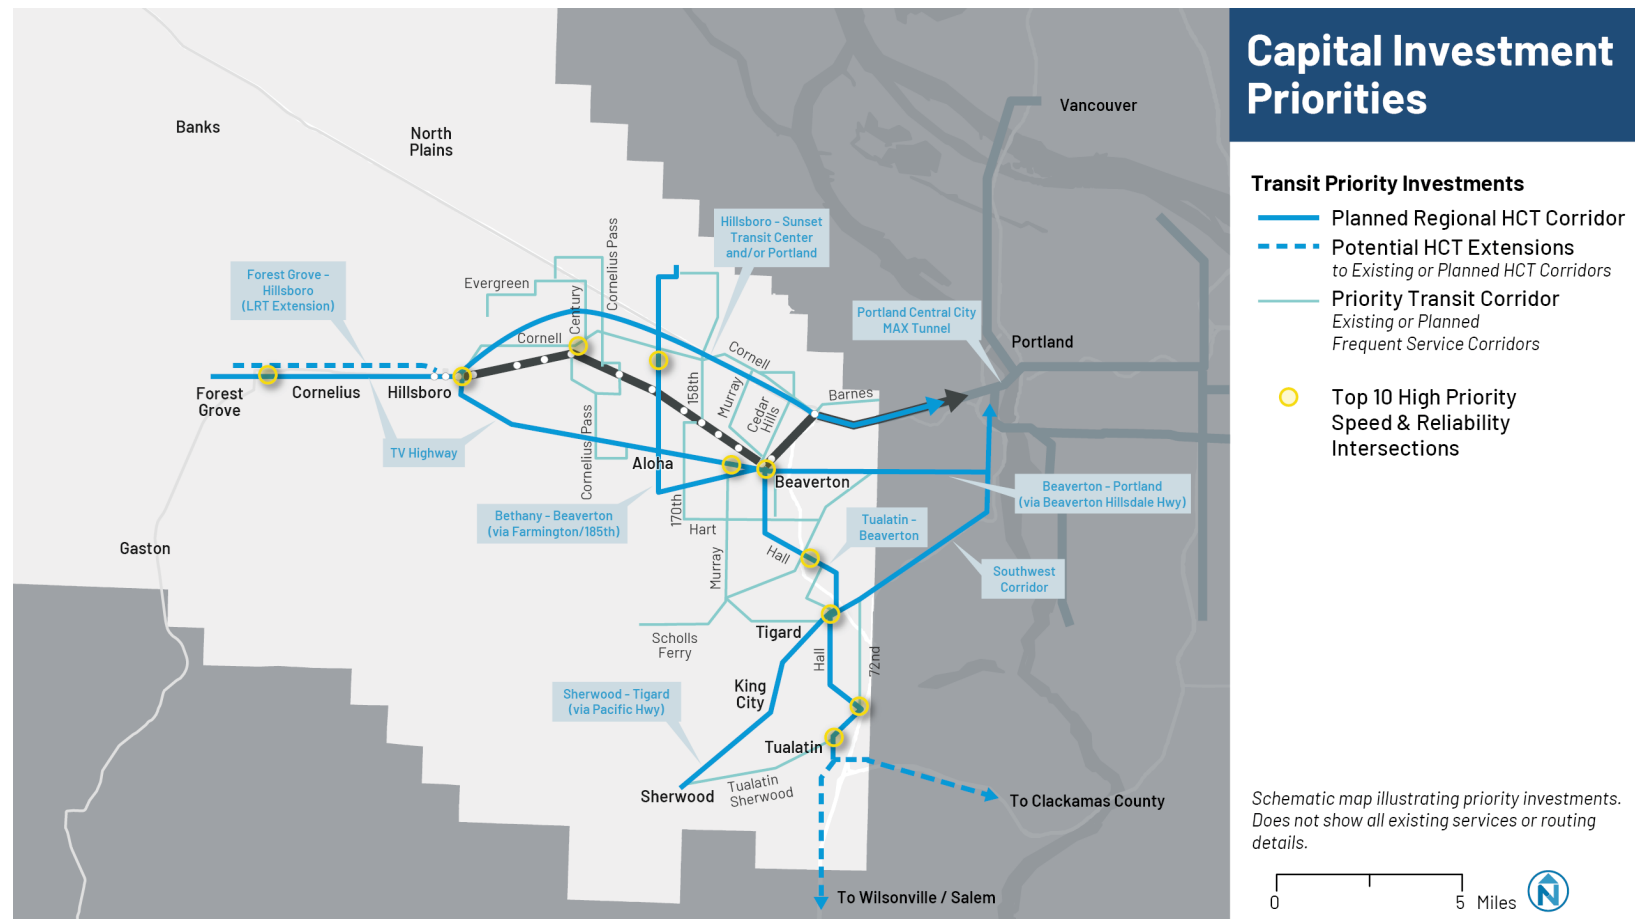 Capital Investment
Priorities
Transit Priority Investments
Planned Regional HCT Corridor
Potential HCT Extensions
to Existing or Planned HCT Corridors
Priority Transit Corridor
Existing or Planned
Frequent Service Corridors
Top 10 High Priority
Speed & Reliability
Intersections
Schematic map illustrating priority investments.
Does not show all existing services or routing
details.
0
5 Miles
N
Vancouver
Banks
North
Plains
Hillsboro - Sunset
Transit Center
and/or Portland
Cornelius Pass
Evergreen
Century
Forest Grove -
Hillsboro
(LRT Extension)
Portland Central City
MAX Tunnel
Portland
Cornell
Cornell
Forest
Grove
Cornelius
Hillsboro
158th
Murray
Cedar
Hills
Barnes
TV Highway
Cornelius Pass
Aloha
Beaverton
Beaverton - Portland
(via Beaverton Hillsdale Hwy)
Bethany - Beaverton
(via Farmington/185th)
170th
Hart
Tualatin -
Beaverton
Gaston
Murray
Hall
Southwest
Corridor
Scholls
Ferry
Tigard
Hall
72nd
King
City
Sherwood - Tigard
(via Pacific Hwy)
Tualatin
Sherwood
Tualatin
Sherwood
To Clackamas County
To Wilsonville / Salem